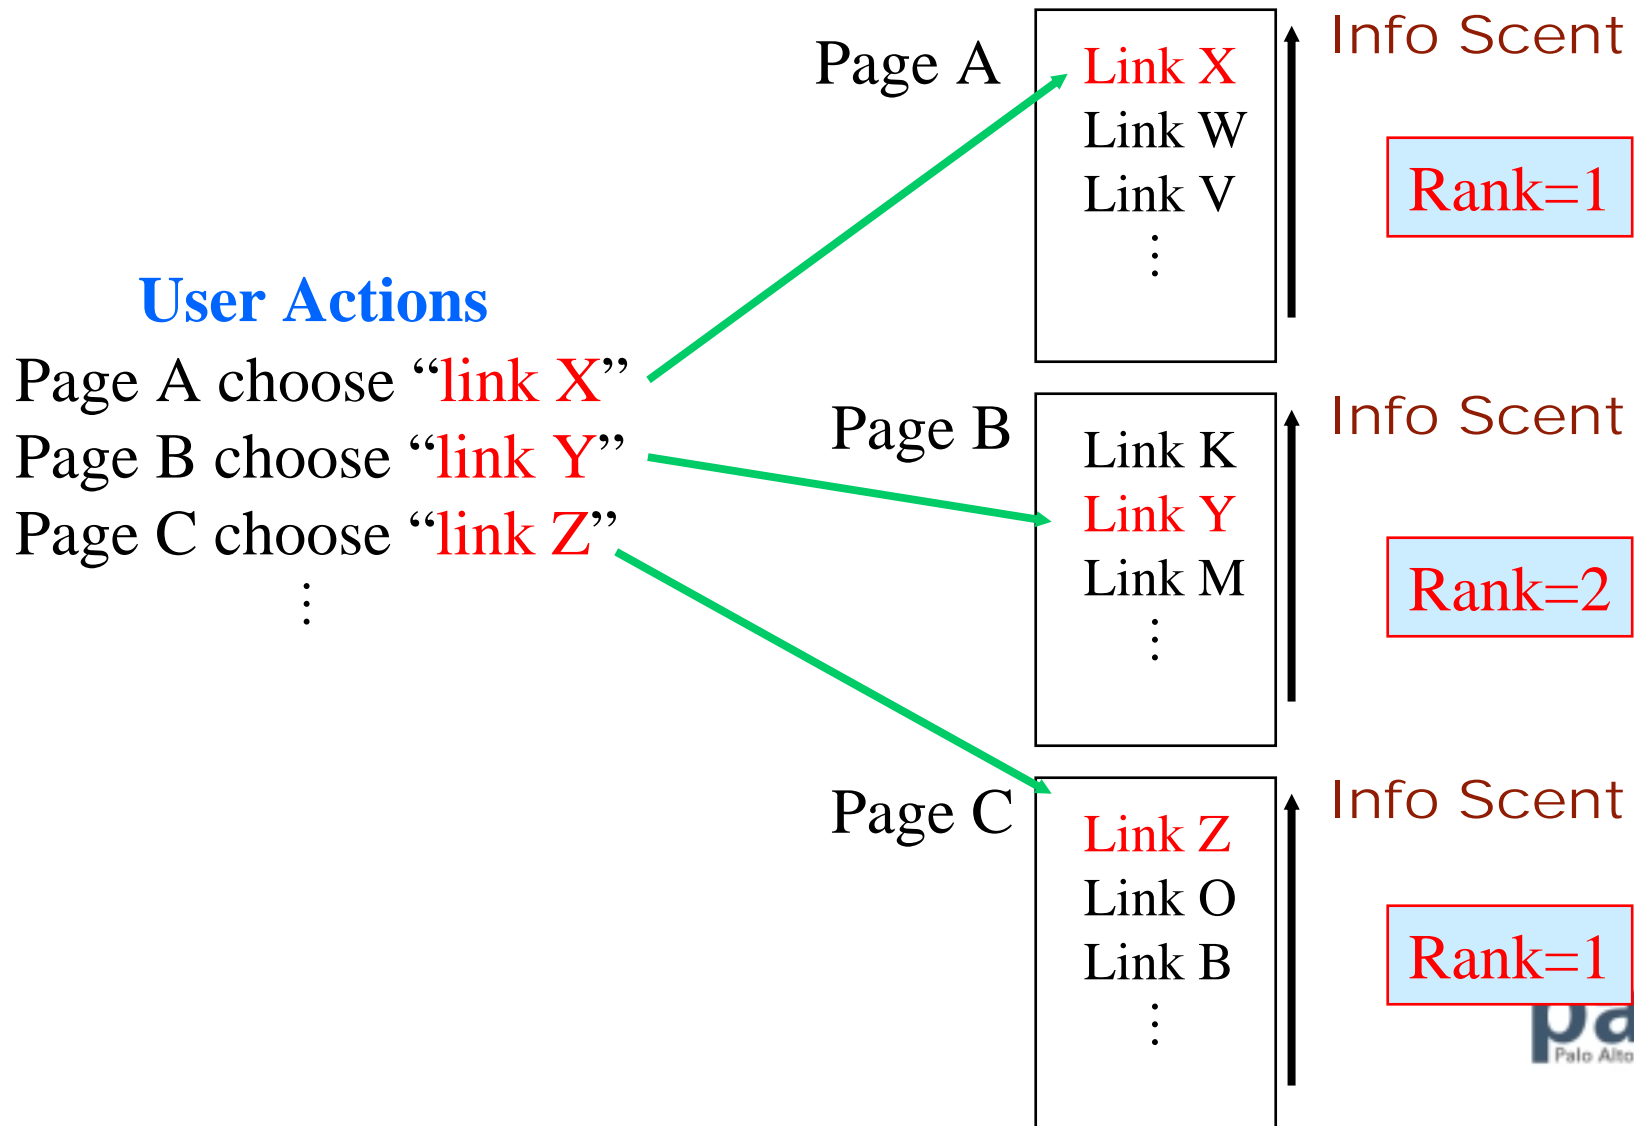 User Actions
Page A choose “link X”
Page B choose “link Y”
Page C choose “link Z”
⋮
Page A
Link X
Link W
Link V
⋮
Info Scent
Rank=1
Page B
Link K
Link Y
Link M
⋮
Info Scent
Rank=2
Page C
Link Z
Link O
Link B
⋮
Info Scent
Rank=1
pa
Palo Alto